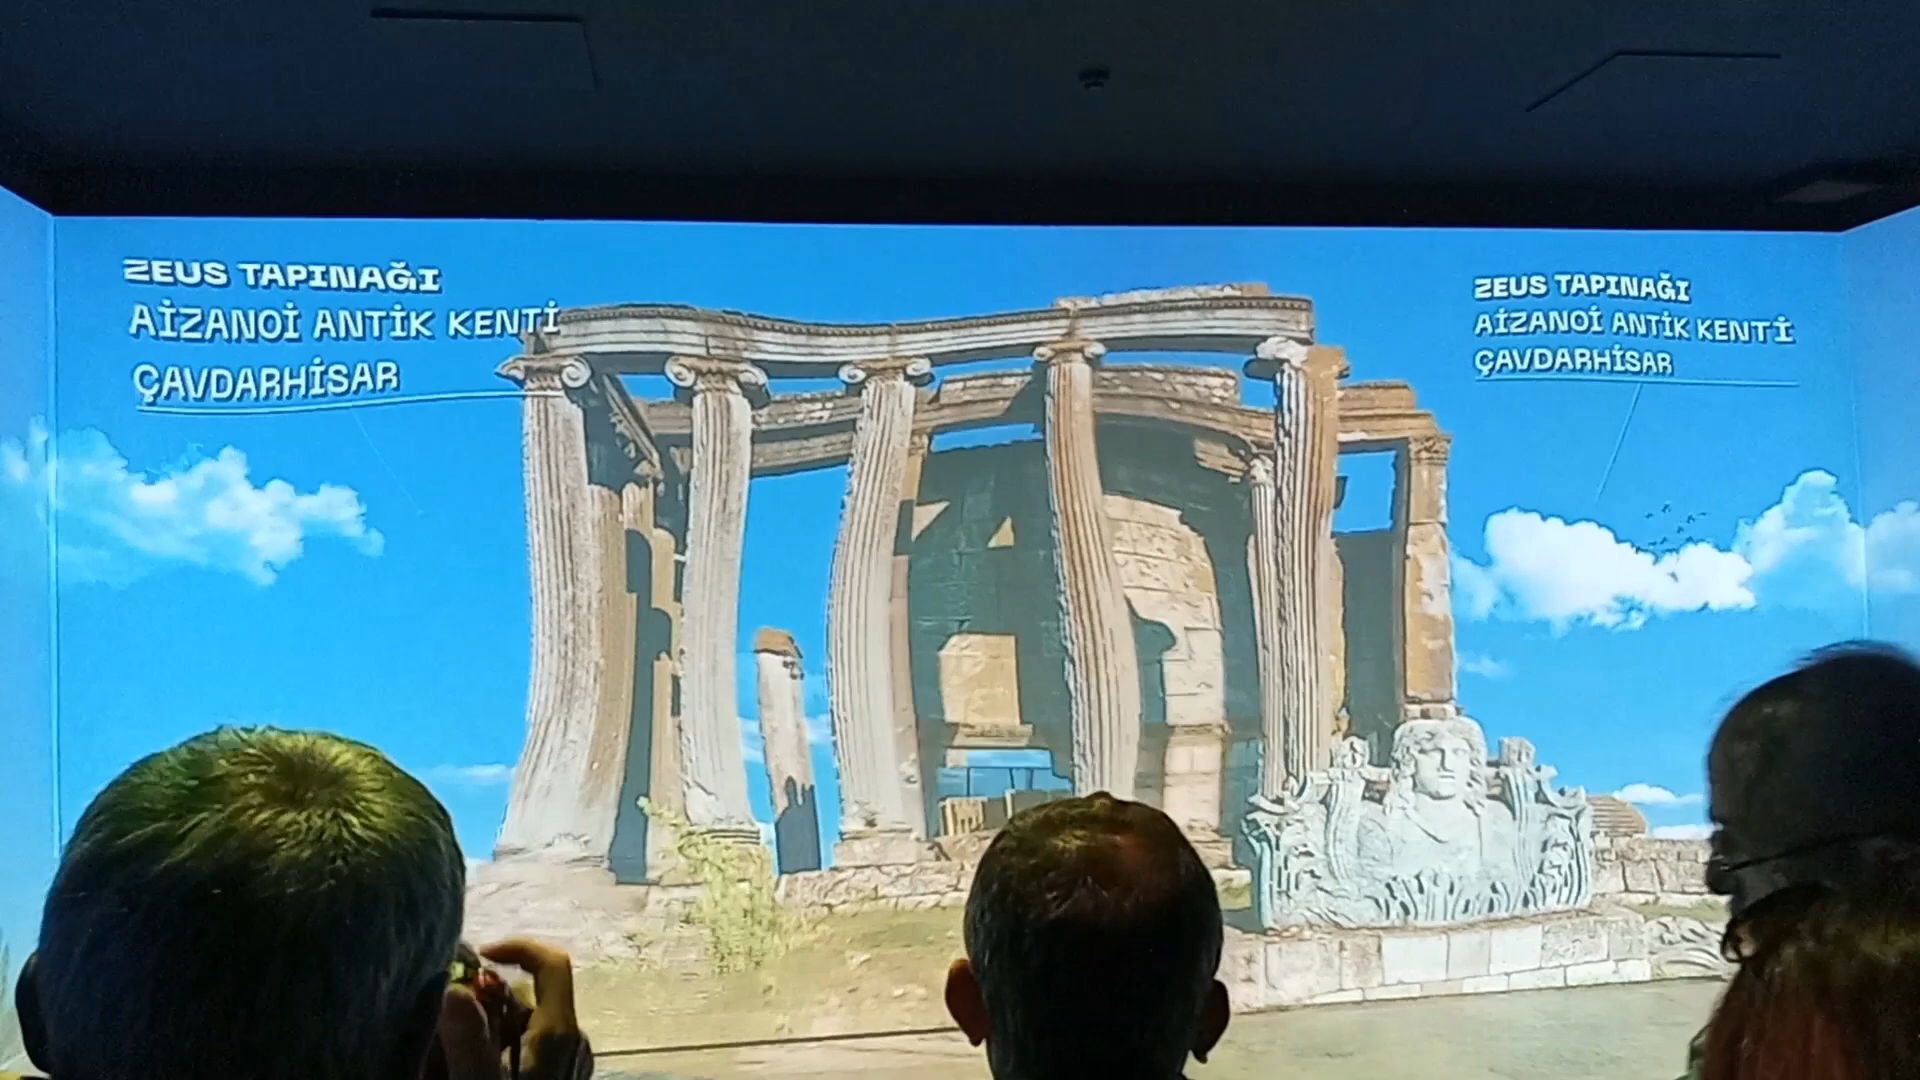 ZEUS TAPINAĞI
AİZANOİ ANTİK KENTİ
ÇAVDARHİSAR
ZEUS TAPINAĞI
AİZANOİ ANTİK KENTİ
ÇAVDARHİSAR